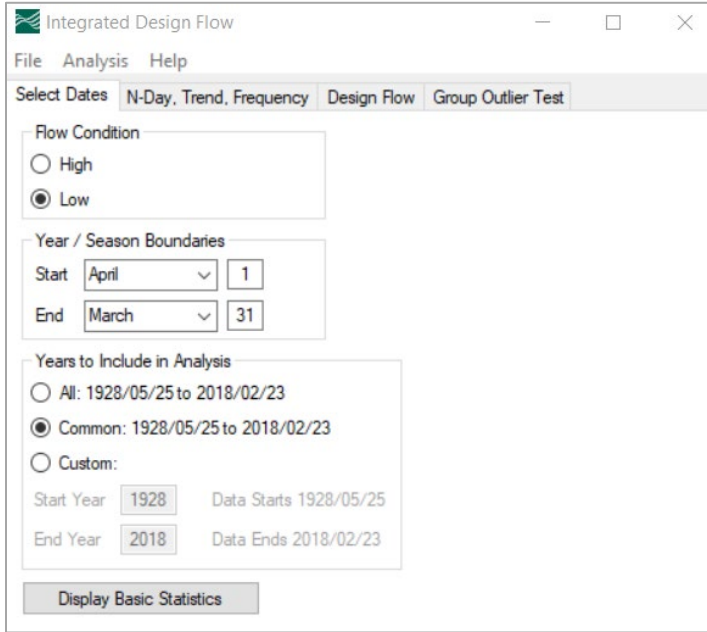 Integrated Design Flow
File Analysis Help
Select Dates N-Day, Trend, Frequency Design Flow Group Outlier Test
Flow Condition
High
Low
Year / Season Boundaries
Start April 1
End March 31
Years to Include in Analysis
All: 1928/05/25 to 2018/02/23
Common: 1928/05/25 to 2018/02/23
Custom:
Start Year 1928 Data Starts 1928/05/25
End Year 2018 Data Ends 2018/02/23
Display Basic Statistics